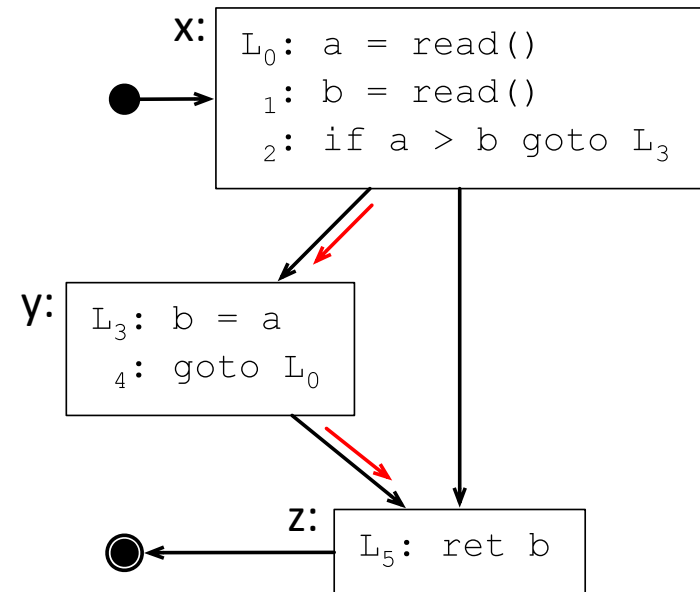 x:
L₀: a = read()
₁: b = read()
₂: if a > b goto L₃
y:
L₃: b = a
₄: goto L₀
z:
L₅: ret b